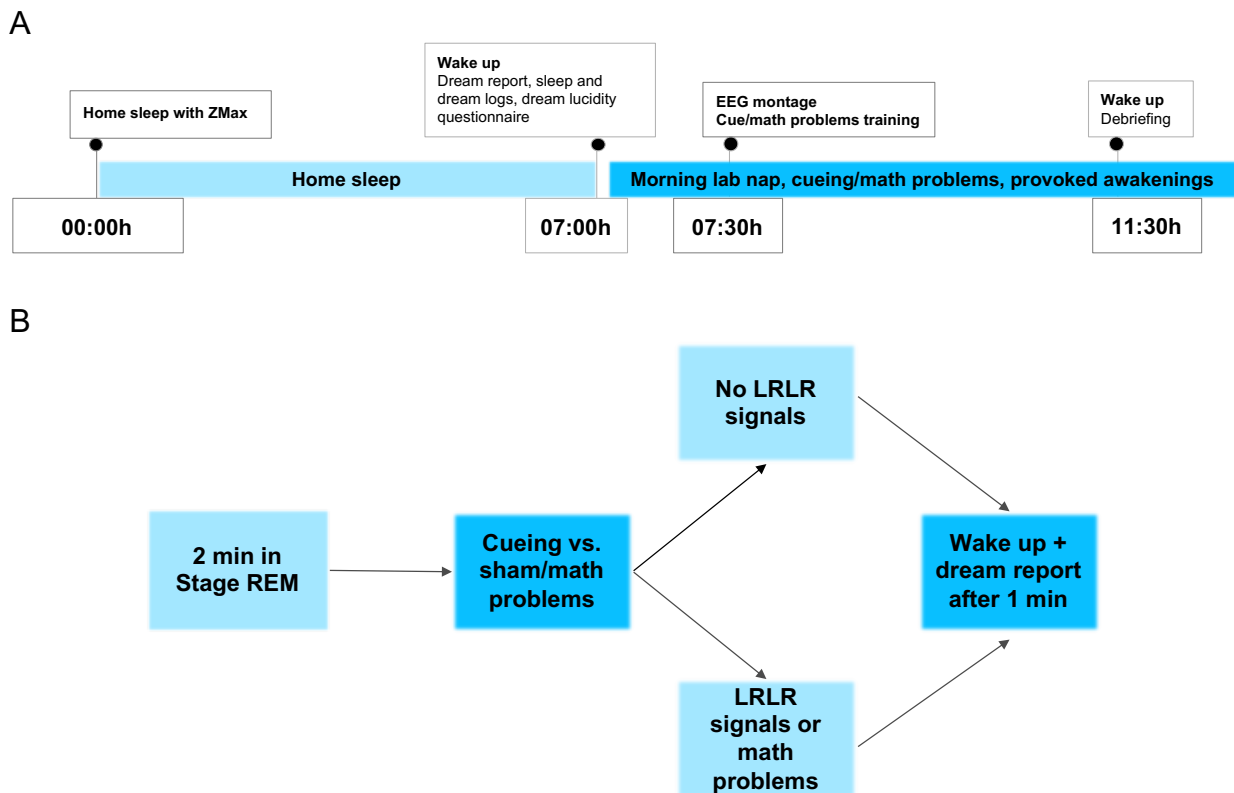 A
Home sleep with ZMax
Wake up
Dream report, sleep and
dream logs, dream lucidity
questionnaire
EEG montage
Cue/math problems training
Wake up
Debriefing
Home sleep
Morning lab nap, cueing/math problems, provoked awakenings
00:00h
07:00h
07:30h
11:30h
B
2 min in
Stage REM
Cueing vs.
sham/math
problems
No LRLR
signals
LRLR
signals or
math
problems
Wake up +
dream report
after 1 min